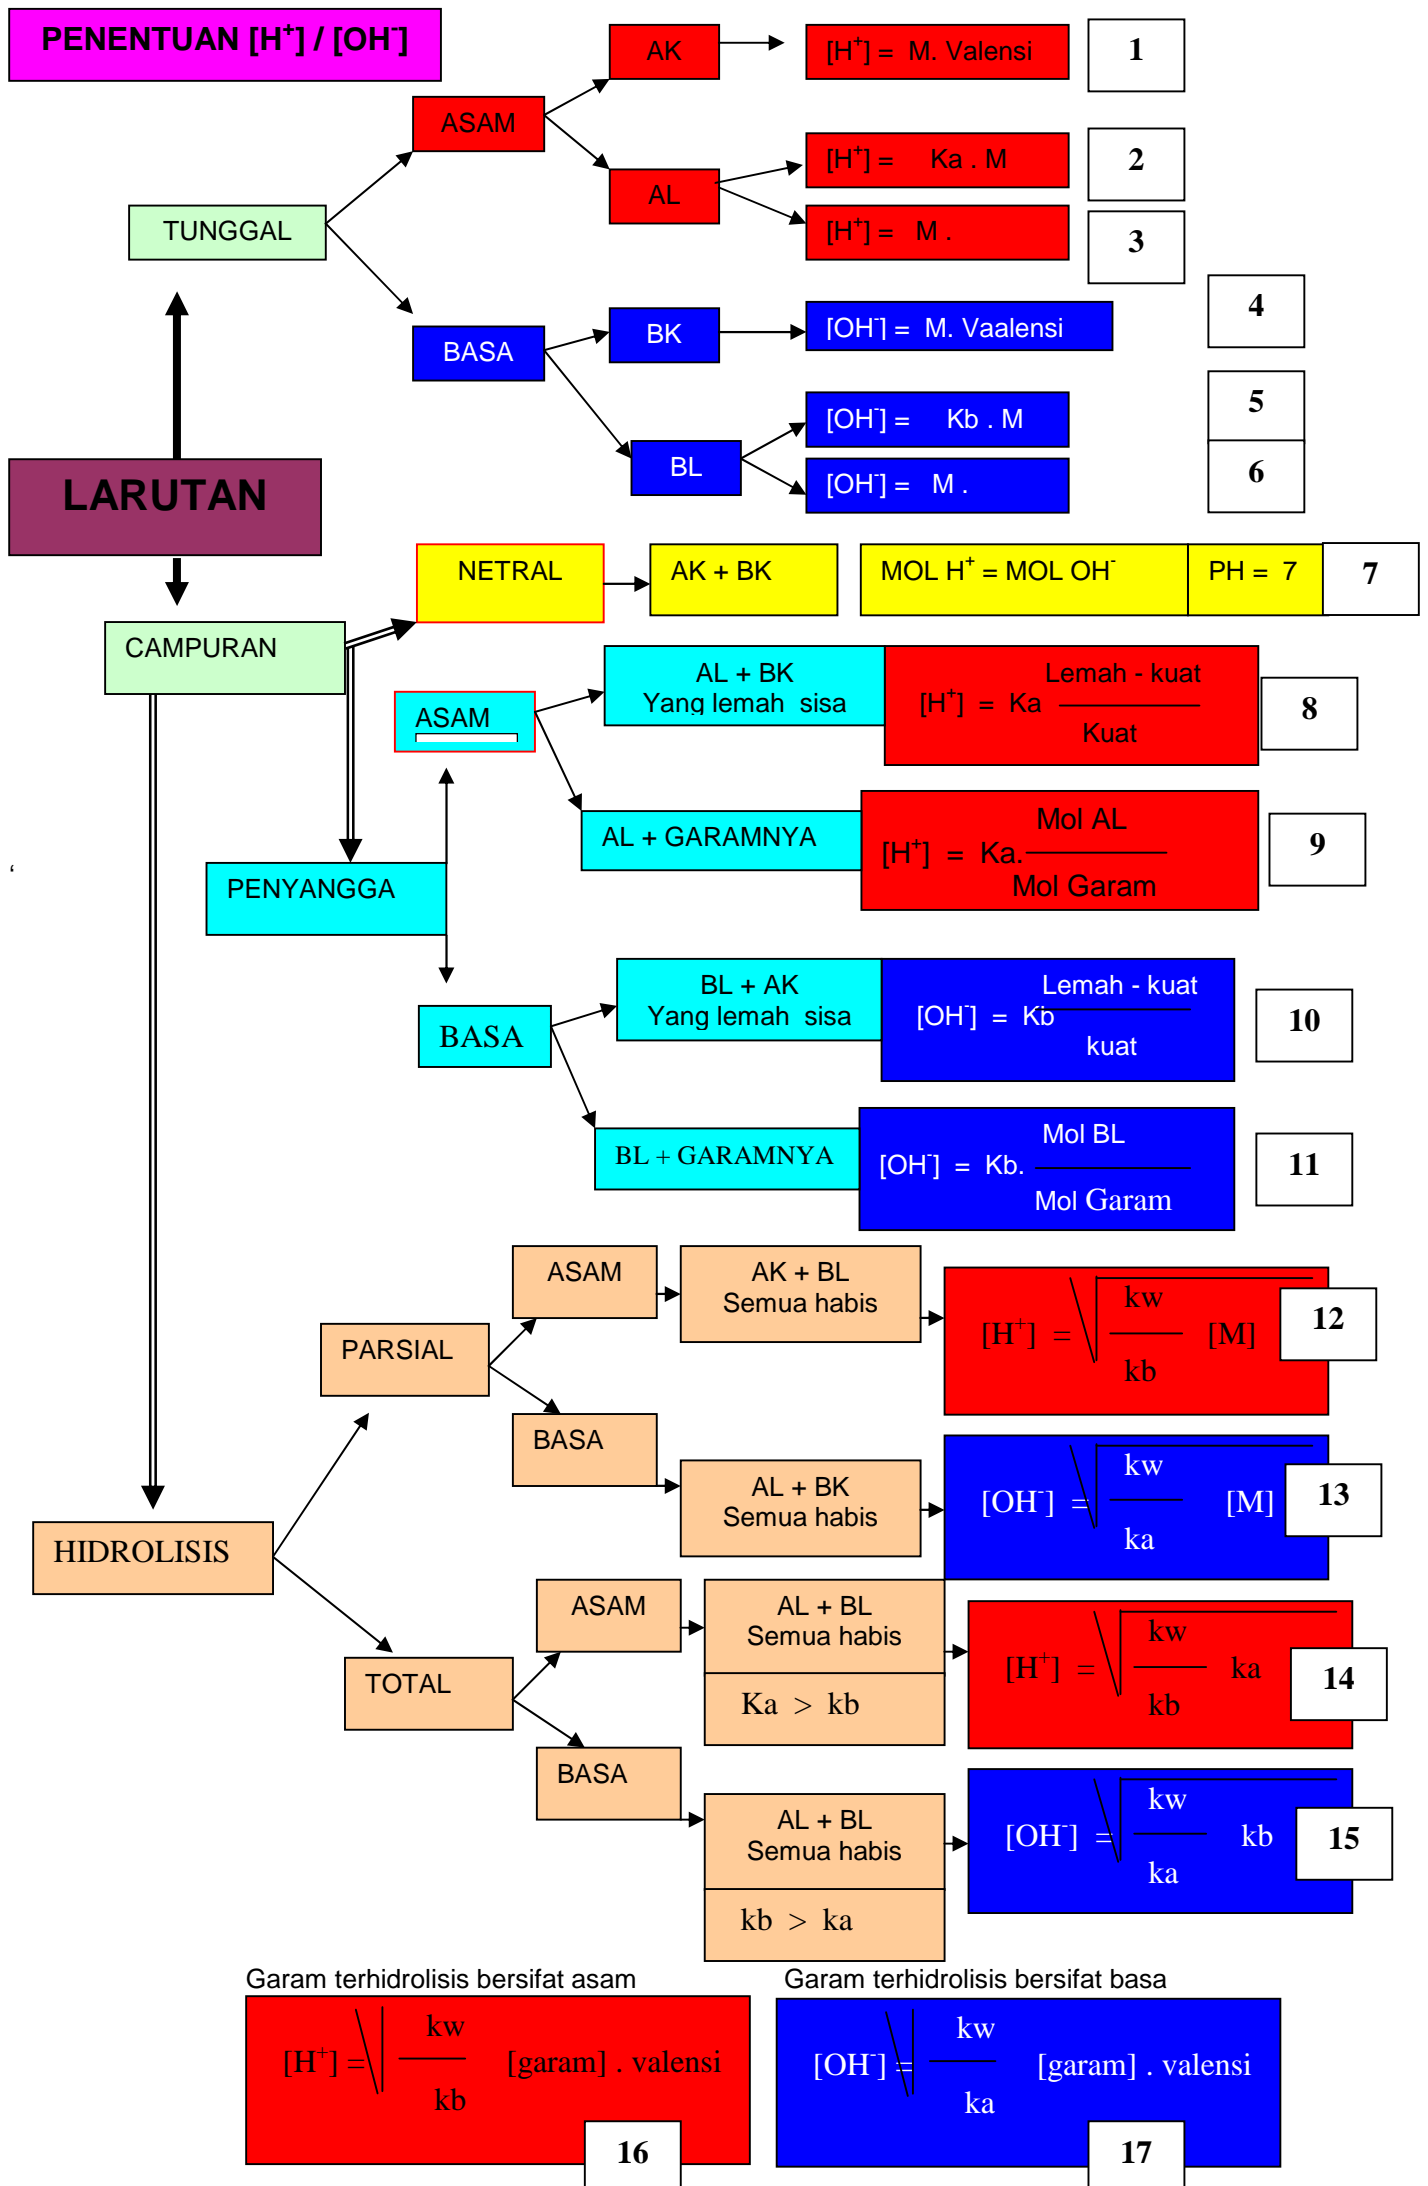 PENENTUAN [H⁺] / [OH⁻]
AK
[H⁺] = M. Valensi
1
ASAM
[H⁺] = Ka . M
2
AL
[H⁺] = M .
3
TUNGGAL
BK
[OH⁻] = M. Vaalensi
4
BASA
[OH⁻] = Kb . M
5
BL
[OH⁻] = M .
6
LARUTAN
NETRAL
AK + BK
MOL H⁺ = MOL OH⁻
PH = 7
7
CAMPURAN
ASAM
AL + BK
Yang lemah sisa
[H⁺] = Ka
Lemah - kuat
Kuat
8
AL + GARAMNYA
[H⁺] = Ka.
Mol AL
Mol Garam
9
‘
PENYANGGA
BASA
BL + AK
Yang lemah sisa
[OH⁻] = Kb
Lemah - kuat
kuat
10
BL + GARAMNYA
[OH⁻] = Kb.
Mol BL
Mol Garam
11
ASAM
AK + BL
Semua habis
[H⁺] = √
kw
kb
[M]
12
PARSIAL
BASA
AL + BK
Semua habis
[OH⁻] = √
kw
ka
[M]
13
HIDROLISIS
ASAM
AL + BL
Semua habis
Ka > kb
[H⁺] = √
kw
kb
ka
14
TOTAL
BASA
AL + BL
Semua habis
kb > ka
[OH⁻] = √
kw
ka
kb
15
Garam terhidrolisis bersifat asam
[H⁺] = √
kw
kb
[garam] . valensi
16
Garam terhidrolisis bersifat basa
[OH⁻] = √
kw
ka
[garam] . valensi
17